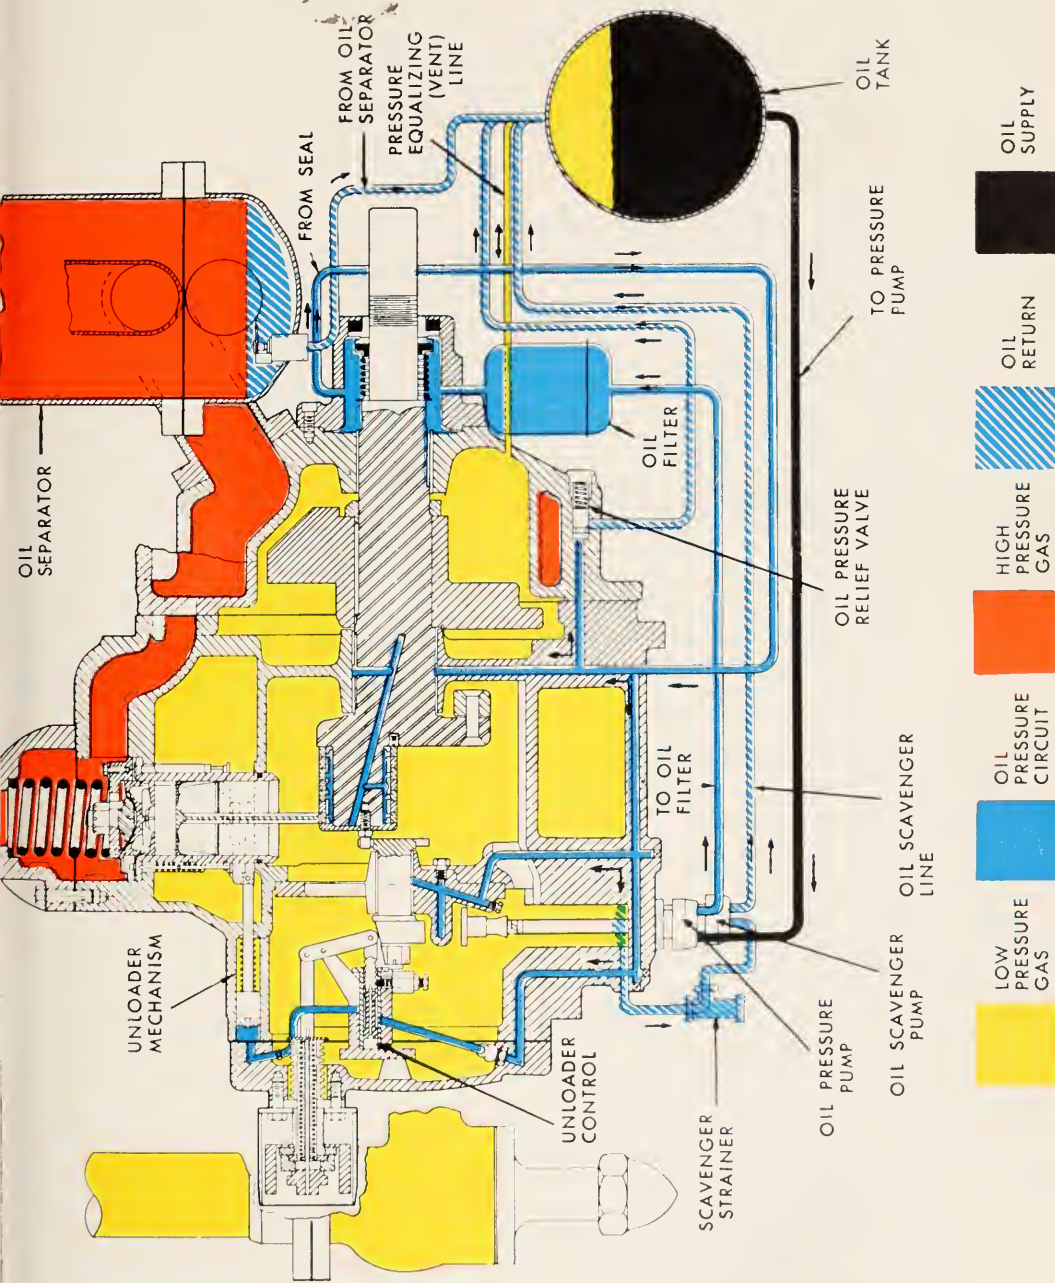 OIL
SEPARATOR
FROM SEAL
FROM OIL
SEPARATOR
PRESSURE
EQUALIZING
(VENT)
LINE
OIL
TANK
UNLOADER
MECHANISM
OIL
FILTER
TO PRESSURE
PUMP
OIL PRESSURE
RELIEF VALVE
TO OIL
FILTER
UNLOADER
CONTROL
SCAVENGER
STRAINER
OIL PRESSURE
PUMP
OIL SCAVENGER
PUMP
OIL SCAVENGER
LINE
LOW
PRESSURE
GAS
OIL
PRESSURE
CIRCUIT
HIGH
PRESSURE
GAS
OIL
RETURN
OIL
SUPPLY